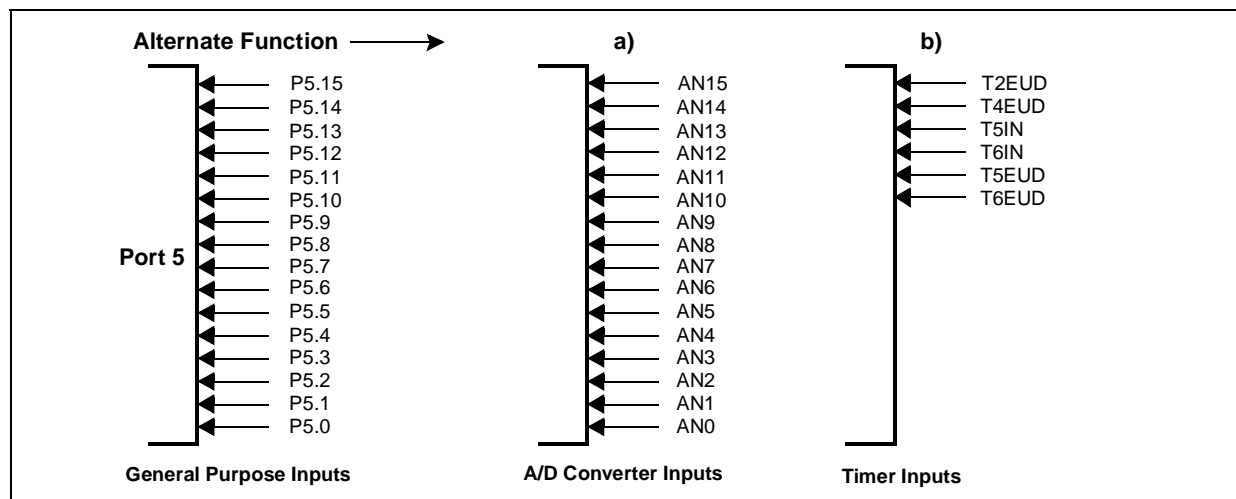 Alternate Function a) b)
P5.15 AN15 T2EUD
P5.14 AN14 T4EUD
P5.13 AN13 T5IN
P5.12 AN12 T6IN
P5.11 AN11 T5EUD
P5.10 AN10 T6EUD
P5.9 AN9
P5.8 AN8
Port 5
P5.7 AN7
P5.6 AN6
P5.5 AN5
P5.4 AN4
P5.3 AN3
P5.2 AN2
P5.1 AN1
P5.0 AN0
General Purpose Inputs A/D Converter Inputs Timer Inputs